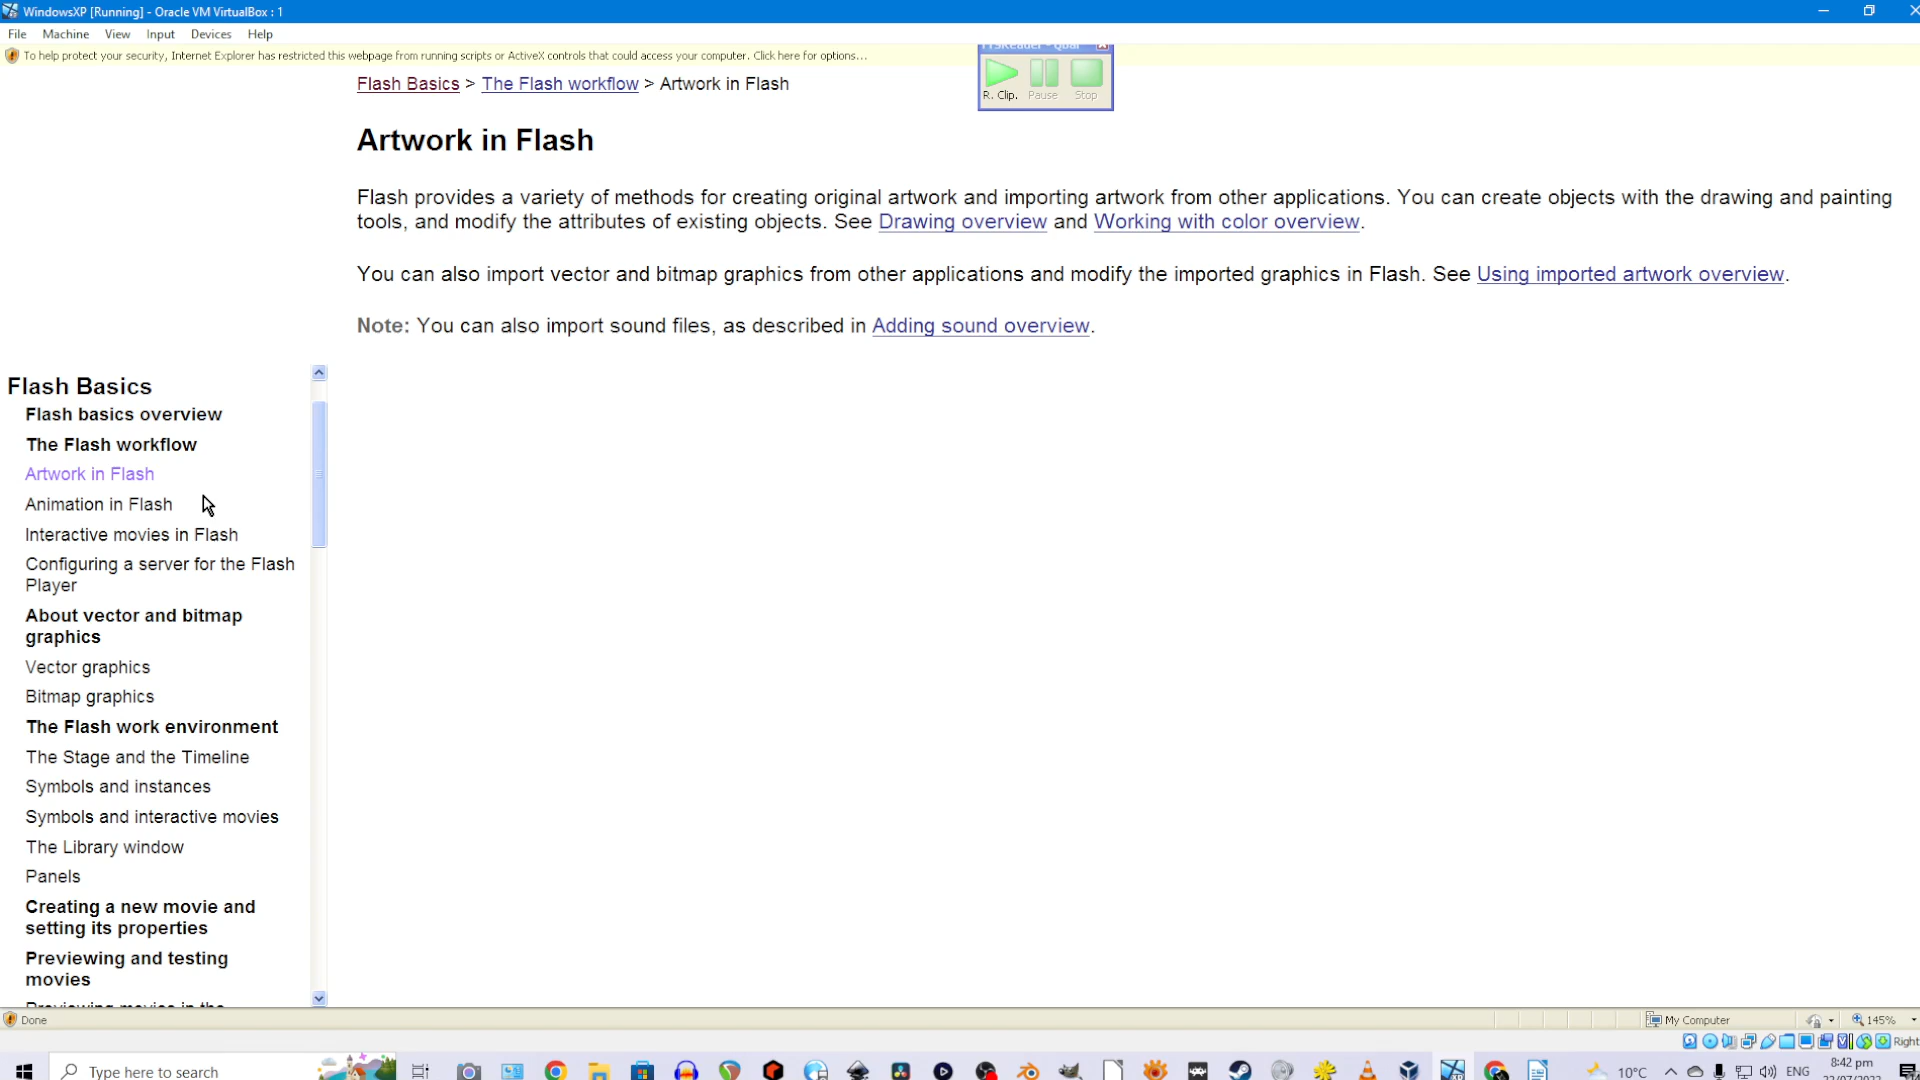 WindowsXP [Running] - Oracle VM VirtualBox : 1
File Machine View Input Devices Help
To help protect your security, Internet Explorer has restricted this webpage from running scripts or ActiveX controls that could access your computer. Click here for options...
R. Clip. Pause Stop
Flash Basics > The Flash workflow > Artwork in Flash
Artwork in Flash
Flash provides a variety of methods for creating original artwork and importing artwork from other applications. You can create objects with the drawing and painting
tools, and modify the attributes of existing objects. See Drawing overview and Working with color overview.
You can also import vector and bitmap graphics from other applications and modify the imported graphics in Flash. See Using imported artwork overview.
Note: You can also import sound files, as described in Adding sound overview.
Flash Basics
Flash basics overview
The Flash workflow
Artwork in Flash
Animation in Flash
Interactive movies in Flash
Configuring a server for the Flash
Player
About vector and bitmap
graphics
Vector graphics
Bitmap graphics
The Flash work environment
The Stage and the Timeline
Symbols and instances
Symbols and interactive movies
The Library window
Panels
Creating a new movie and
setting its properties
Previewing and testing
movies
Previewing movies in the
Done
My Computer
145%
Right
Type here to search
10°C
ENG
8:42 pm